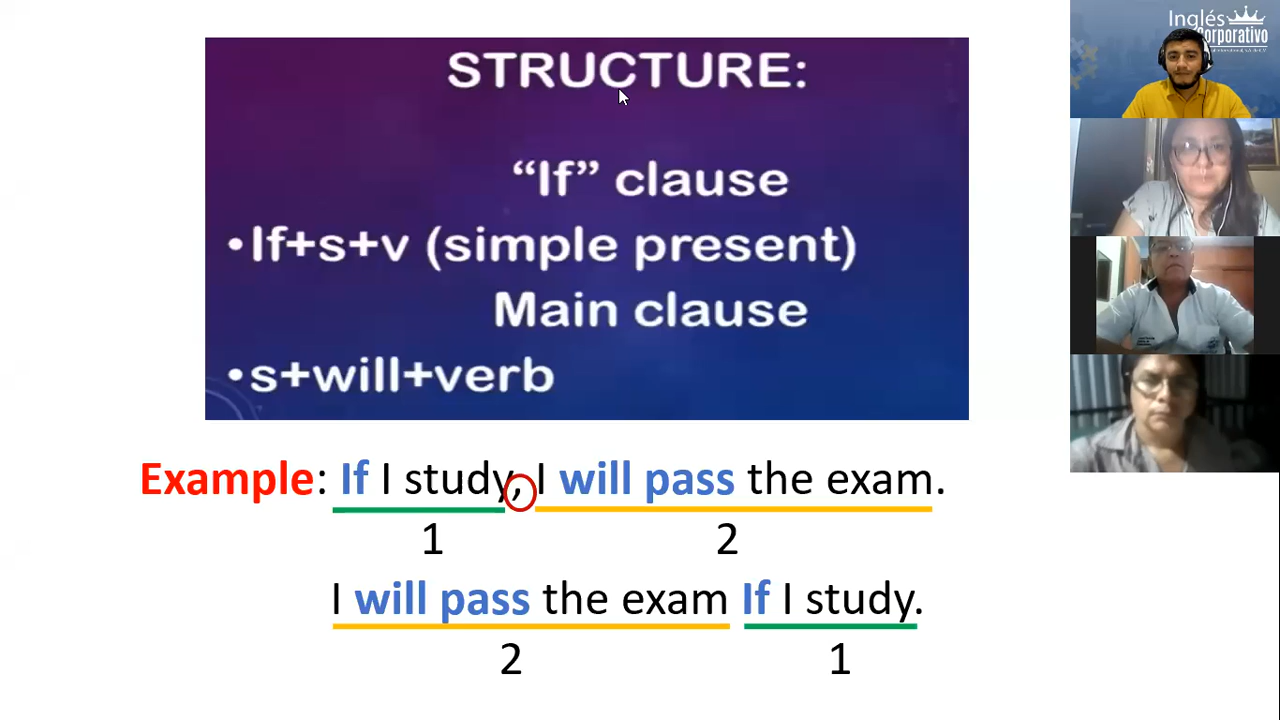 STRUCTURE:
“If” clause
•If+s+v (simple present)
Main clause
•s+will+verb
Example: If I study, I will pass the exam.
1 2
I will pass the exam If I study.
2 1
Inglés
Corporativo